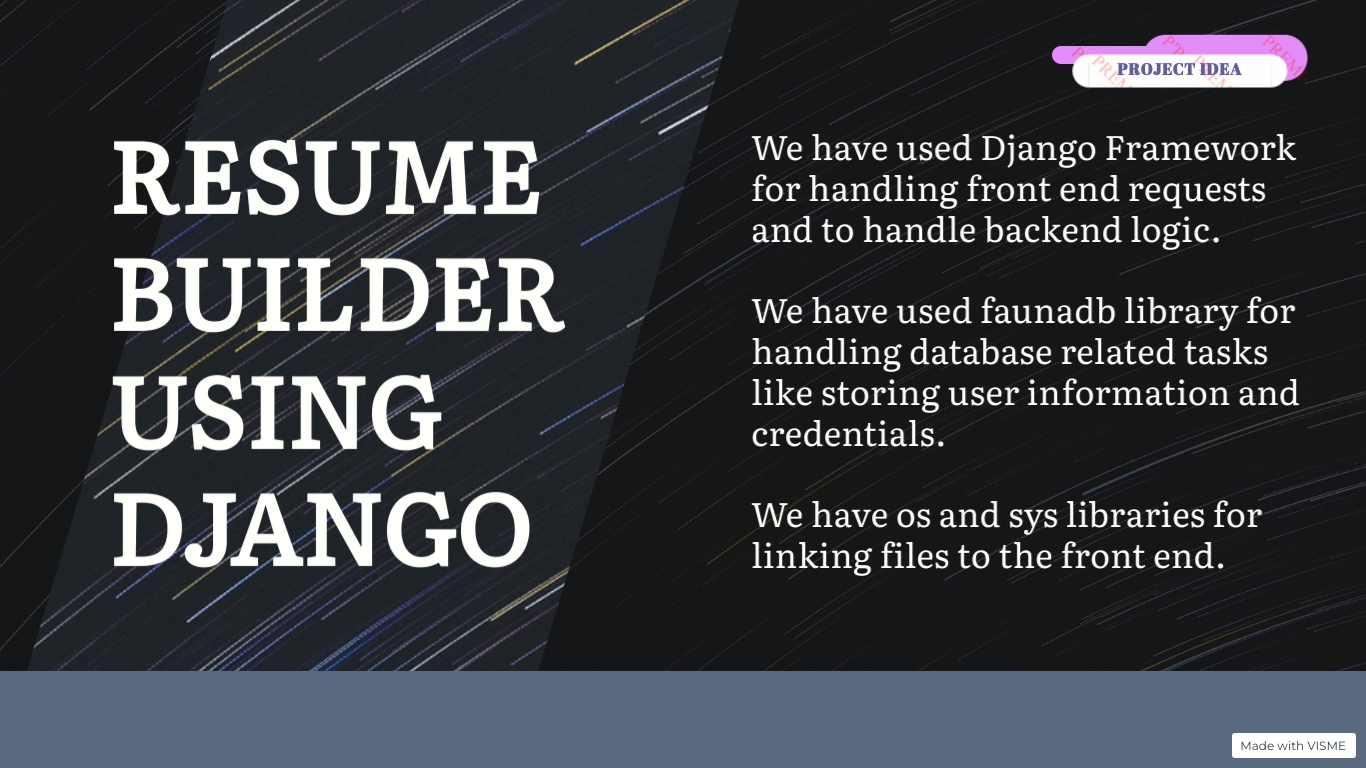 PROJECT IDEA
RESUME
BUILDER
USING
DJANGO
We have used Django Framework
for handling front end requests
and to handle backend logic.
We have used faunadb library for
handling database related tasks
like storing user information and
credentials.
We have os and sys libraries for
linking files to the front end.
Made with VISME